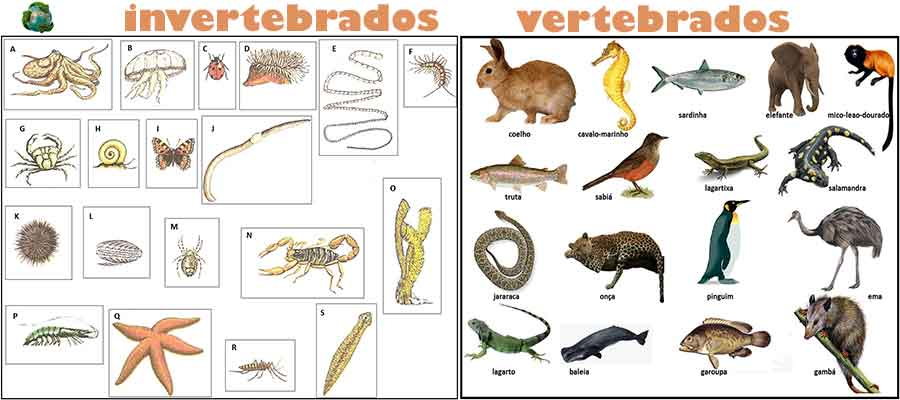 invertebrados
vertebrados
A B C D E F
G H I J
K L M N O
P Q R S
coelho cavalo-marinho sardinha elefante mico-leao-dourado
truta sabiá lagartixa salamandra
jararaca onça pinguim ema
lagarto baleia garoupa gambá